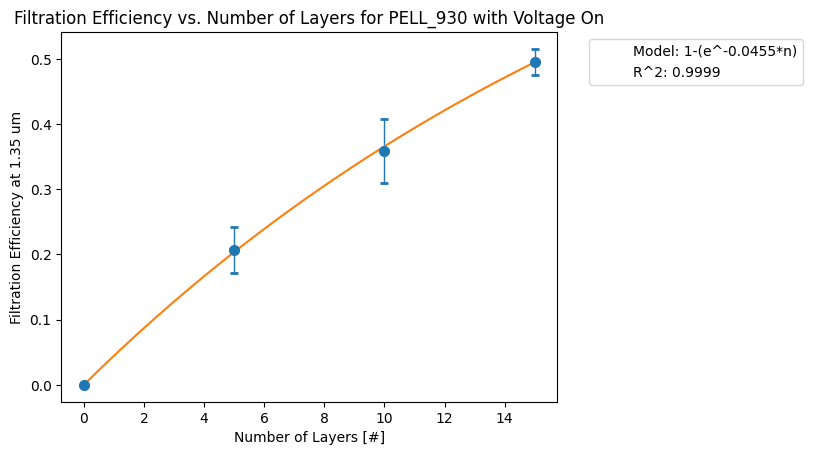 Filtration Efficiency vs. Number of Layers for PELL_930 with Voltage On
Model: 1-(e^-0.0455*n)
R^2: 0.9999
Filtration Efficiency at 1.35 um
0.5
0.4
0.3
0.2
0.1
0.0
0 2 4 6 8 10 12 14
Number of Layers [#]